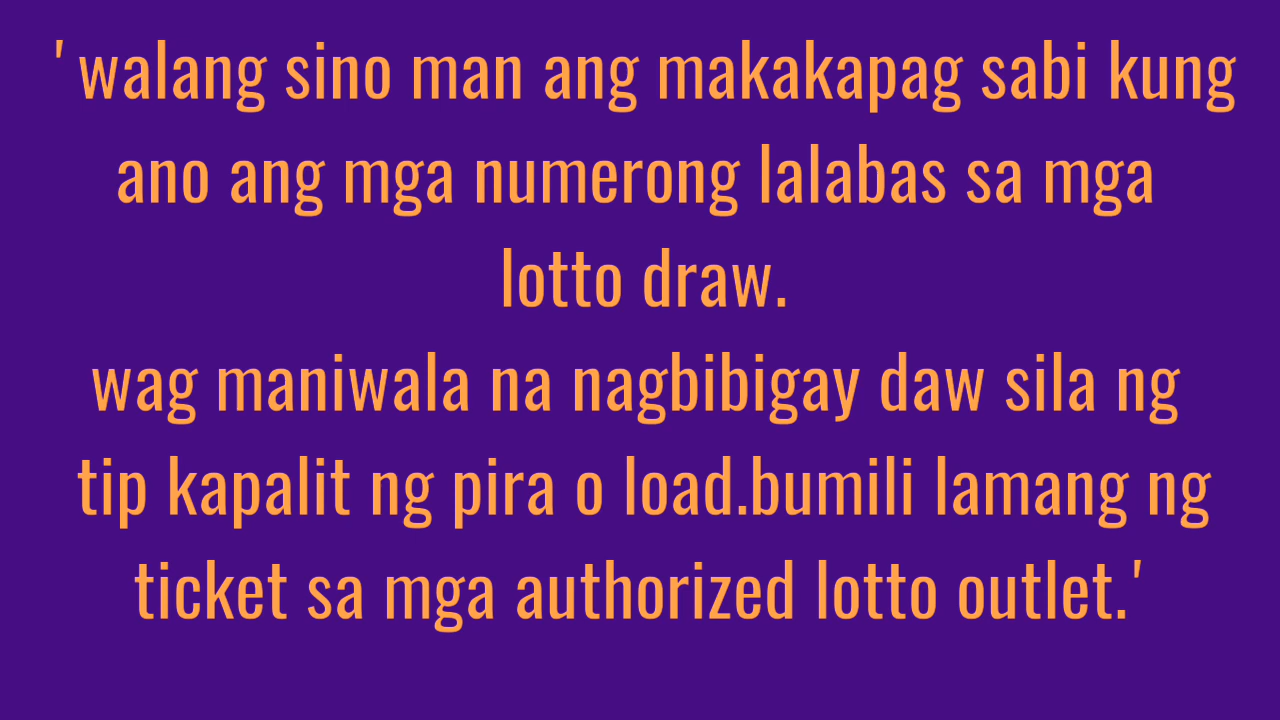 ' walang sino man ang makakapag sabi kung
ano ang mga numerong lalabas sa mga
lotto draw.
wag maniwala na nagbibigay daw sila ng
tip kapalit ng pira o load.bumili lamang ng
ticket sa mga authorized lotto outlet.'